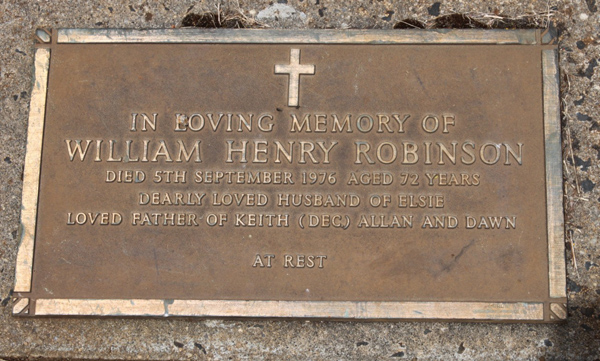 IN LOVING MEMORY OF
WILLIAM HENRY ROBINSON
DIED 5TH SEPTEMBER 1976 AGED 72 YEARS
DEARLY LOVED HUSBAND OF ELSIE
LOVED FATHER OF KEITH (DEC) ALLAN AND DAWN
AT REST